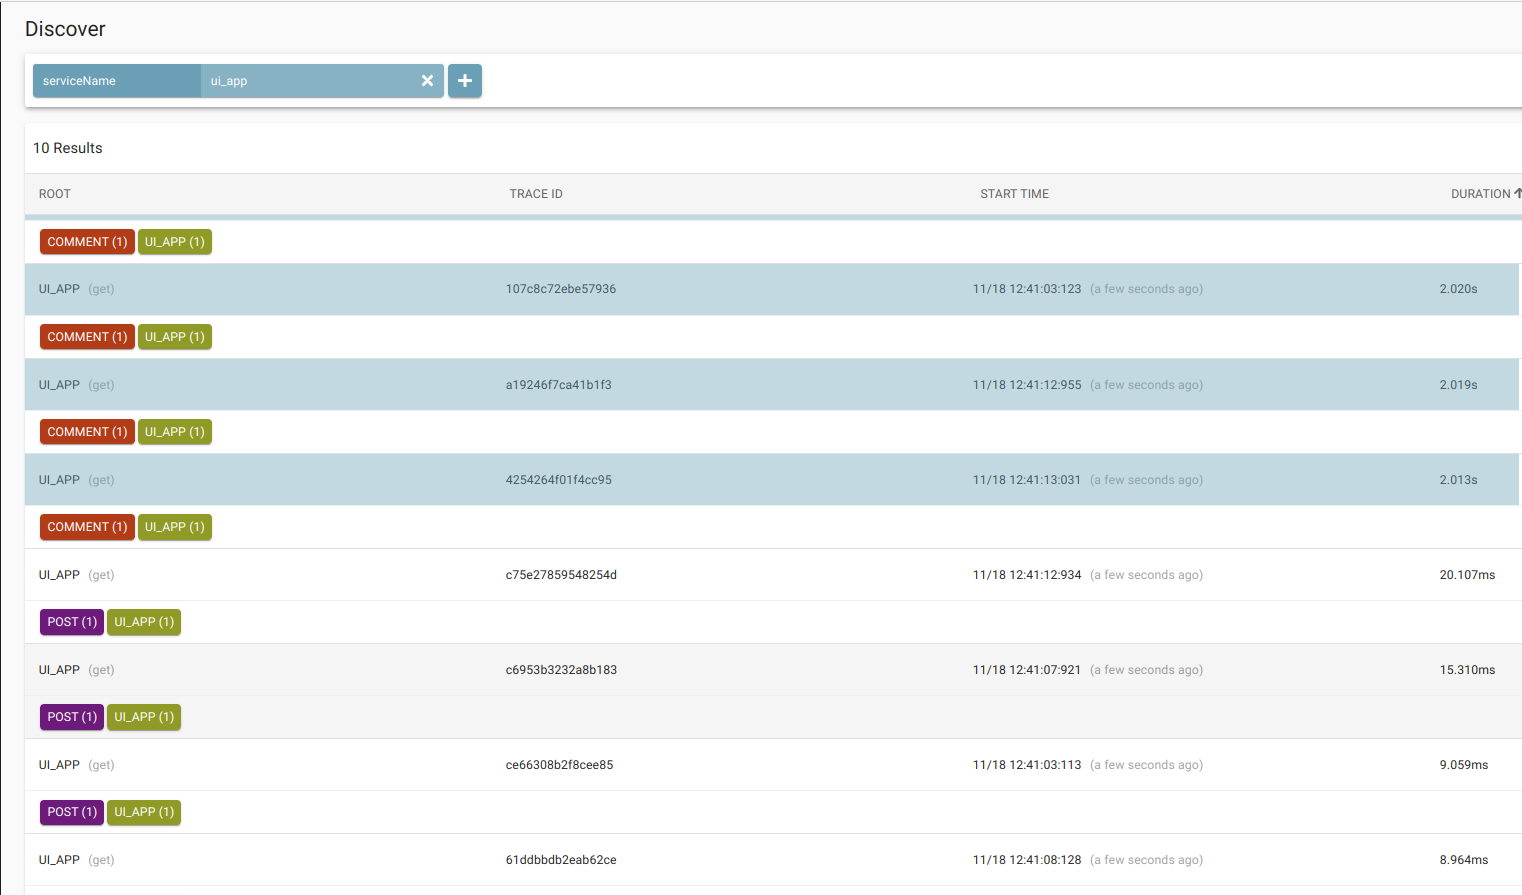 Discover
serviceName ui_app
10 Results
ROOT TRACE ID START TIME DURATION
COMMENT (1) UI_APP (1)
UI_APP (get) 107c8c72ebe57936 11/18 12:41:03:123 (a few seconds ago) 2.020s
COMMENT (1) UI_APP (1)
UI_APP (get) a19246f7ca41b1f3 11/18 12:41:12:955 (a few seconds ago) 2.019s
COMMENT (1) UI_APP (1)
UI_APP (get) 4254264f01f4cc95 11/18 12:41:13:031 (a few seconds ago) 2.013s
COMMENT (1) UI_APP (1)
UI_APP (get) c75e27859548254d 11/18 12:41:12:934 (a few seconds ago) 20.107ms
POST (1) UI_APP (1)
UI_APP (get) c6953b3232a8b183 11/18 12:41:07:921 (a few seconds ago) 15.310ms
POST (1) UI_APP (1)
UI_APP (get) ce66308b2f8cee85 11/18 12:41:03:113 (a few seconds ago) 9.059ms
POST (1) UI_APP (1)
UI_APP (get) 61ddbbdb2eab62ce 11/18 12:41:08:128 (a few seconds ago) 8.964ms